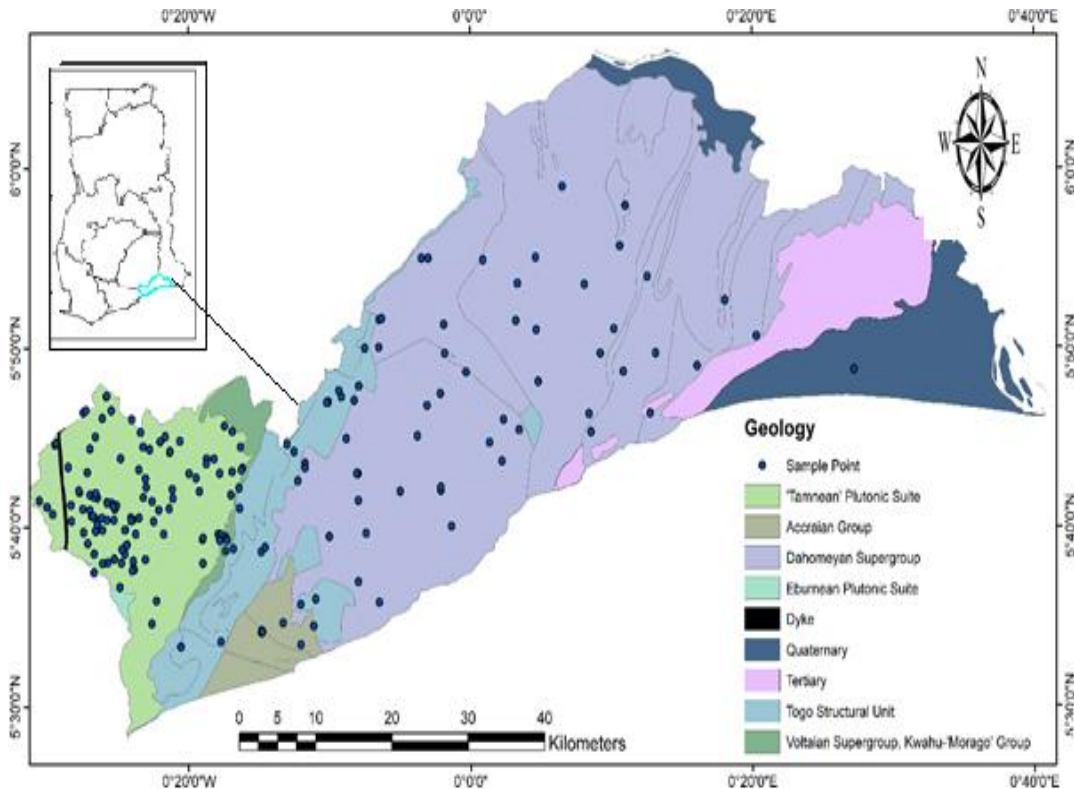 0°20'0"W 0°0'0" 0°20'0"E 0°40'0"E
N
W E
S
6°0'0"N 6°0'0"N
5°50'0"N 5°50'0"N
5°40'0"N 5°40'0"N
5°30'0"N 5°30'0"N
Geology
Sample Point
'Tamnean' Plutonic Suite
Accraian Group
Dahomeyan Supergroup
Eburnean Plutonic Suite
Dyke
Quaternary
Tertiary
Togo Structural Unit
Voltaian Supergroup, Kwahu-'Morago' Group
0 5 10 20 30 40
Kilometers
0°20'0"W 0°0'0" 0°20'0"E 0°40'0"E